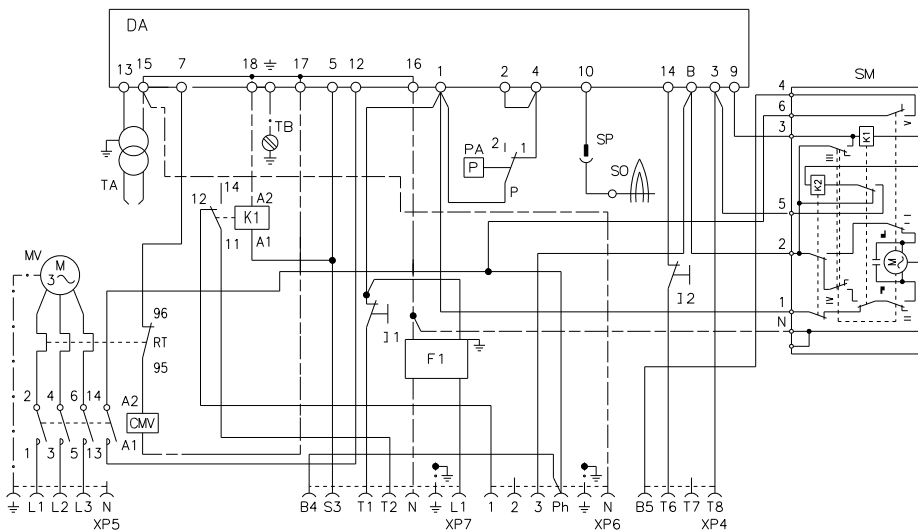 DA
13 15 7 18 17 5 12 16 1 2 4 10 14 B 3 9
SM
4
6
3
5
2
1
N
V
K1
III
K2
I
M
IV
II
TB
TA
PA
P
2 1
P
SP
SO
14
12
11
A2
K1
A1
MV
M
3
96
RT
95
A2
CMV
A1
]1
]2
F1
2 4 6 14
1 3 5 13
L1 L2 L3 N
XP5
B4 S3 T1 T2 N L1
XP7
1 2 3 Ph N
XP6
B5 T6 T7 T8
XP4